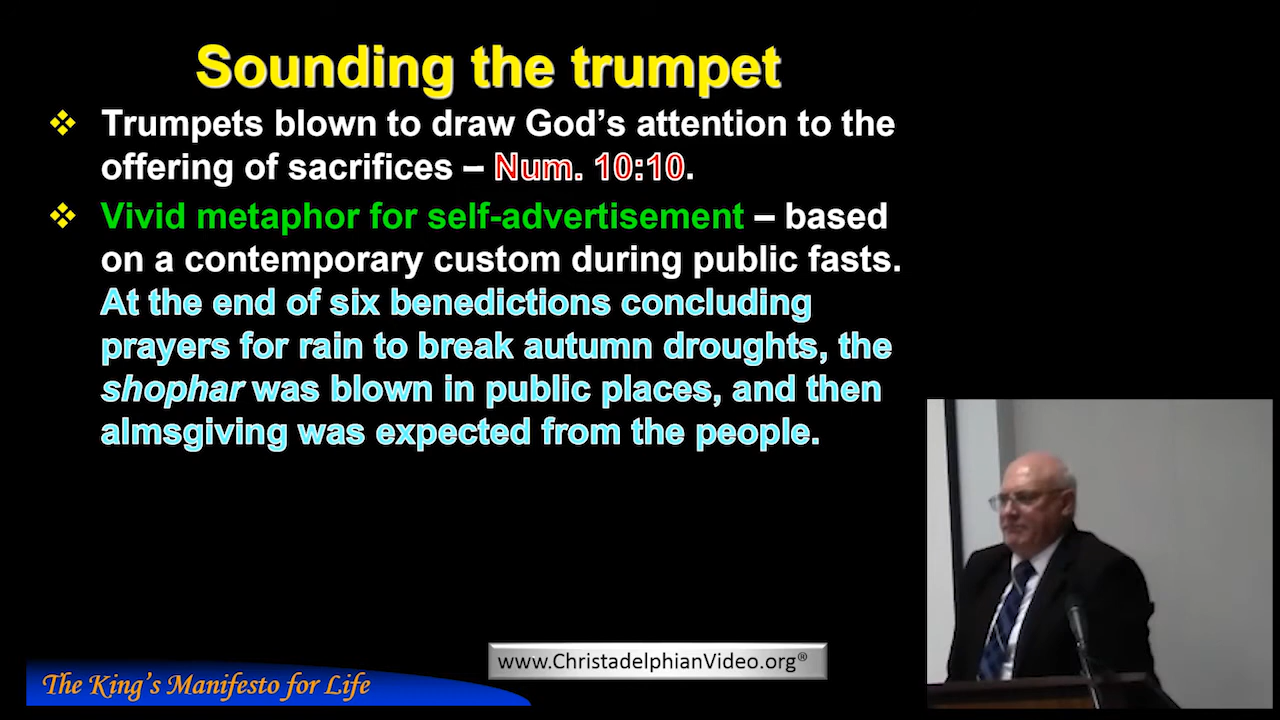 Sounding the trumpet
❖ Trumpets blown to draw God's attention to the
offering of sacrifices – Num. 10:10.
❖ Vivid metaphor for self-advertisement – based
on a contemporary custom during public fasts.
At the end of six benedictions concluding
prayers for rain to break autumn droughts, the
shophar was blown in public places, and then
almsgiving was expected from the people.
www.ChristadelphianVideo.org®
The King's Manifesto for Life